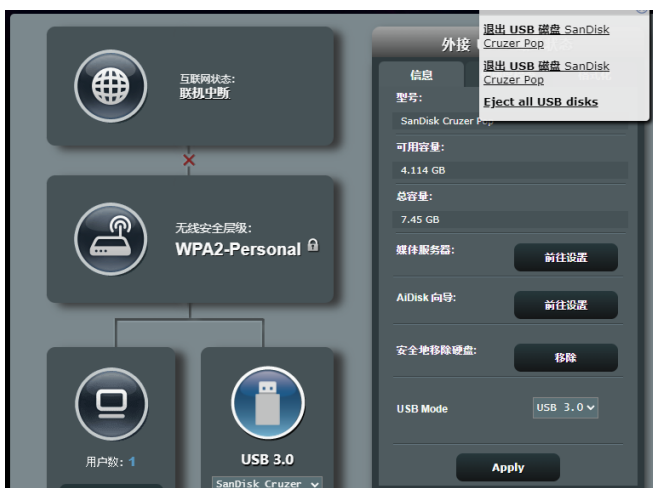 退出 USB 磁盘 SanDisk
Cruzer Pop
退出 USB 磁盘 SanDisk
Cruzer Pop
Eject all USB disks
互联网状态:
联机中断
无线安全层级:
WPA2-Personal
用户数: 1
USB 3.0
SanDisk Cruzer
外接
信息
型号:
SanDisk Cruzer Pop
可用容量:
4.114 GB
总容量:
7.45 GB
媒体服务器:
前往设置
AiDisk 向导:
前往设置
安全地移除硬盘:
移除
USB Mode
USB 3.0
Apply